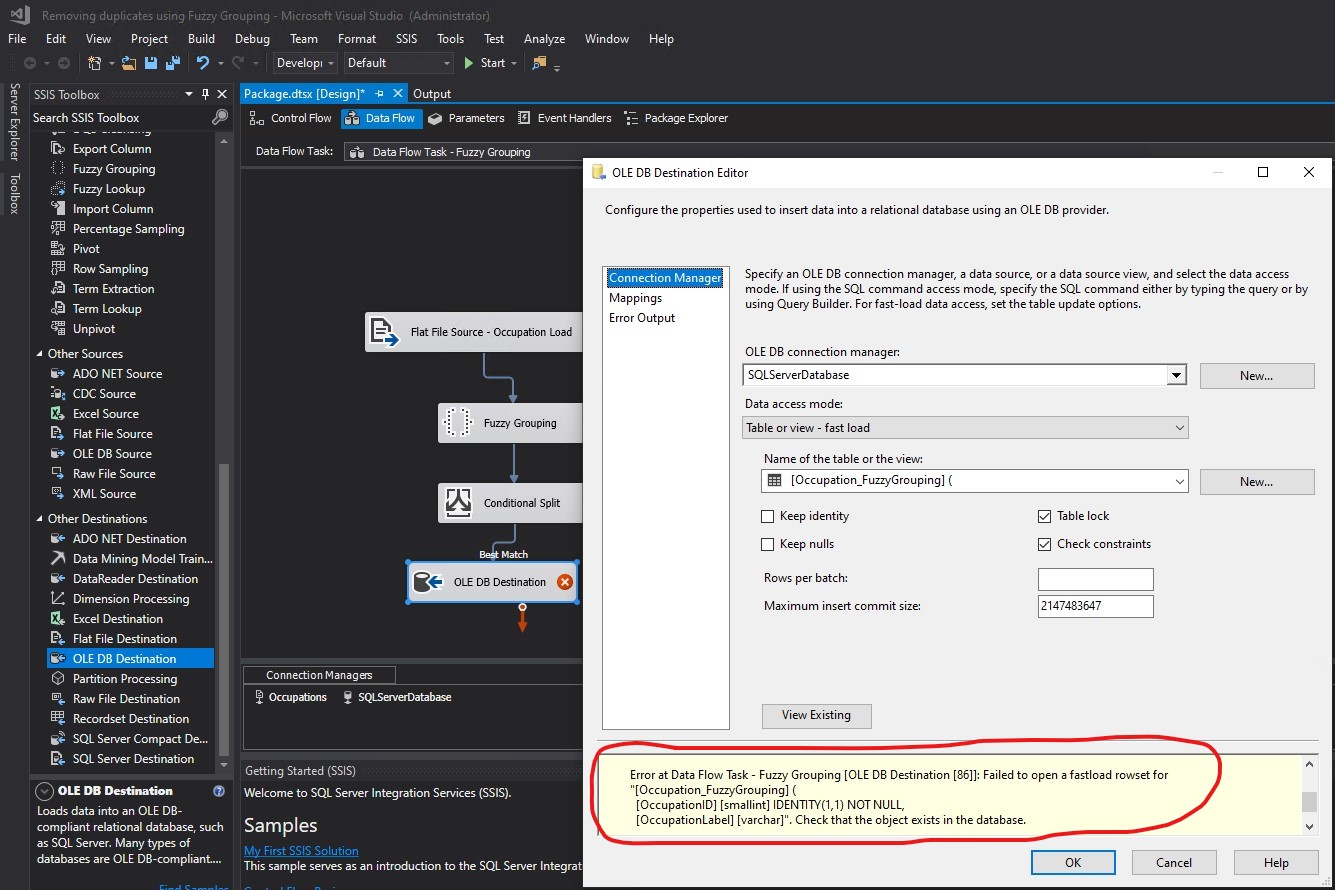 Removing duplicates using Fuzzy Grouping - Microsoft Visual Studio (Administrator)
File Edit View Project Build Debug Team Format SSIS Tools Test Analyze Window Help
Developi Default Start
Server Explorer
Toolbox
SSIS Toolbox
Search SSIS Toolbox
Export Column
Fuzzy Grouping
Fuzzy Lookup
Import Column
Percentage Sampling
Pivot
Row Sampling
Term Extraction
Term Lookup
Unpivot
Other Sources
ADO NET Source
CDC Source
Excel Source
Flat File Source
OLE DB Source
Raw File Source
XML Source
Other Destinations
ADO NET Destination
Data Mining Model Train...
DataReader Destination
Dimension Processing
Excel Destination
Flat File Destination
OLE DB Destination
Partition Processing
Raw File Destination
Recordset Destination
SQL Server Compact De...
SQL Server Destination
OLE DB Destination
Loads data into an OLE DB-
compliant relational database, such
as SQL Server. Many types of
databases are OLE DB-compliant....
Find Samples
Package.dtsx [Design]* Output
Control Flow Data Flow Parameters Event Handlers Package Explorer
Data Flow Task: Data Flow Task - Fuzzy Grouping
Flat File Source - Occupation Load
Fuzzy Grouping
Conditional Split
Best Match
OLE DB Destination
Connection Managers
Occupations SQLServerDatabase
Getting Started (SSIS)
Welcome to SQL Server Integration Services (SSIS).
Samples
My First SSIS Solution
This sample serves as an introduction to the SQL Server Integrat
OLE DB Destination Editor
Configure the properties used to insert data into a relational database using an OLE DB provider.
Connection Manager
Mappings
Error Output
Specify an OLE DB connection manager, a data source, or a data source view, and select the data access
mode. If using the SQL command access mode, specify the SQL command either by typing the query or by
using Query Builder. For fast-load data access, set the table update options.
OLE DB connection manager:
SQLServerDatabase New...
Data access mode:
Table or view - fast load
Name of the table or the view:
[Occupation_FuzzyGrouping] ( New...
Keep identity Table lock
Keep nulls Check constraints
Rows per batch:
Maximum insert commit size: 2147483647
View Existing
Error at Data Flow Task - Fuzzy Grouping [OLE DB Destination [86]]: Failed to open a fastload rowset for
"[Occupation_FuzzyGrouping] (
[OccupationID] [smallint] IDENTITY(1,1) NOT NULL,
[OccupationLabel] [varchar]". Check that the object exists in the database.
OK Cancel Help